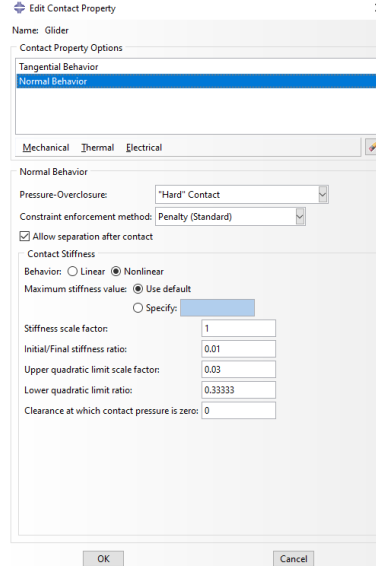 Edit Contact Property
Name: Glider
Contact Property Options
Tangential Behavior
Normal Behavior
Mechanical Thermal Electrical
Normal Behavior
Pressure-Overclosure: "Hard" Contact
Constraint enforcement method: Penalty (Standard)
Allow separation after contact
Contact Stiffness
Behavior: Linear Nonlinear
Maximum stiffness value: Use default
Specify:
Stiffness scale factor: 1
Initial/Final stiffness ratio: 0.01
Upper quadratic limit scale factor: 0.03
Lower quadratic limit ratio: 0.33333
Clearance at which contact pressure is zero: 0
OK Cancel